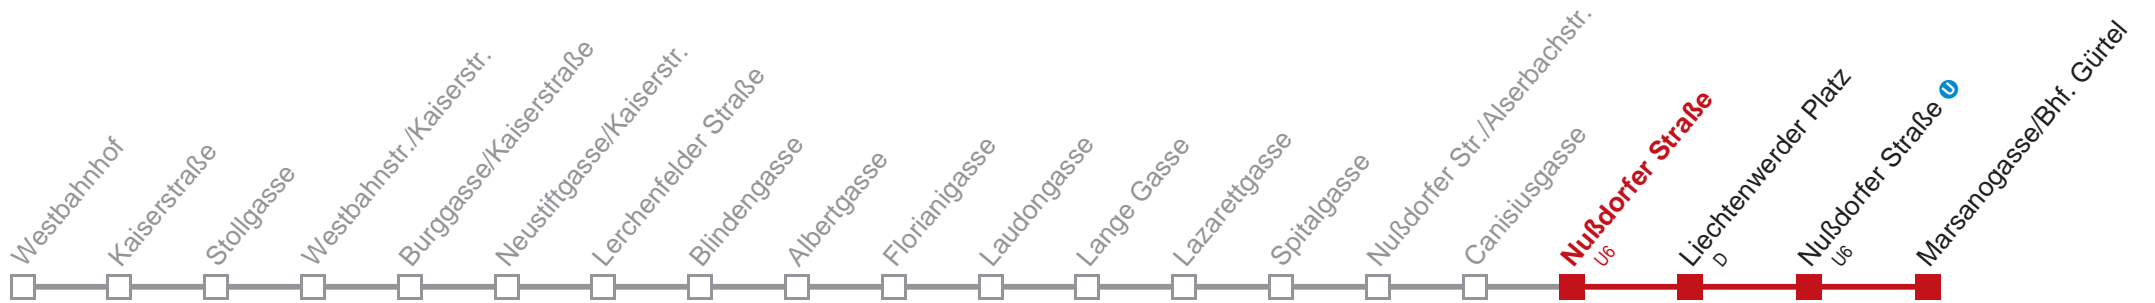 Westbahnhof
Kaiserstraße
Stollgasse
Westbahnstr./Kaiserstr.
Burggasse/Kaiserstraße
Neustiftgasse/Kaiserstr.
Lerchenfelder Straße
Blindengasse
Albertgasse
Florianigasse
Laudongasse
Lange Gasse
Lazarettgasse
Spitalgasse
Nußdorfer Str./Alserbachstr.
Canisiusgasse
Nußdorfer Straße
U6
Liechtenwerder Platz
D
Nußdorfer Straße U
U6
Marsanogasse/Bhf. Gürtel